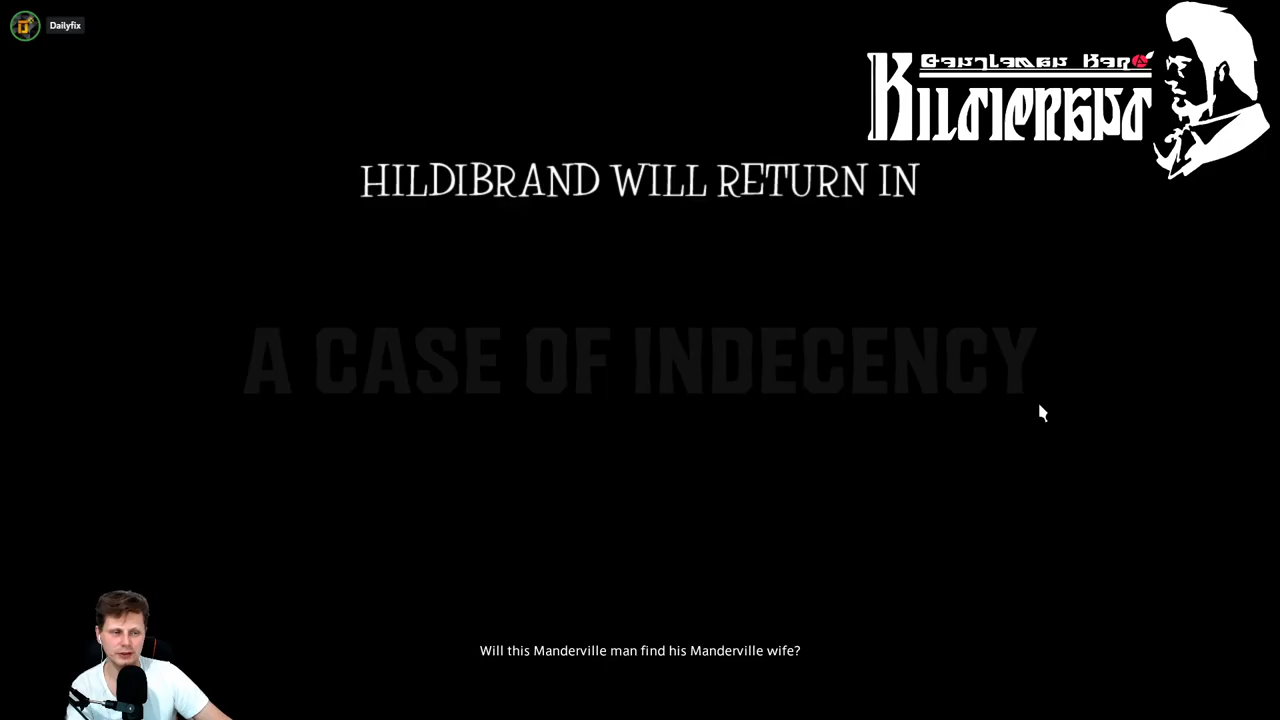 Dailyfix
HILDIBRAND WILL RETURN IN
A CASE OF INDECENCY
Will this Manderville man find his Manderville wife?